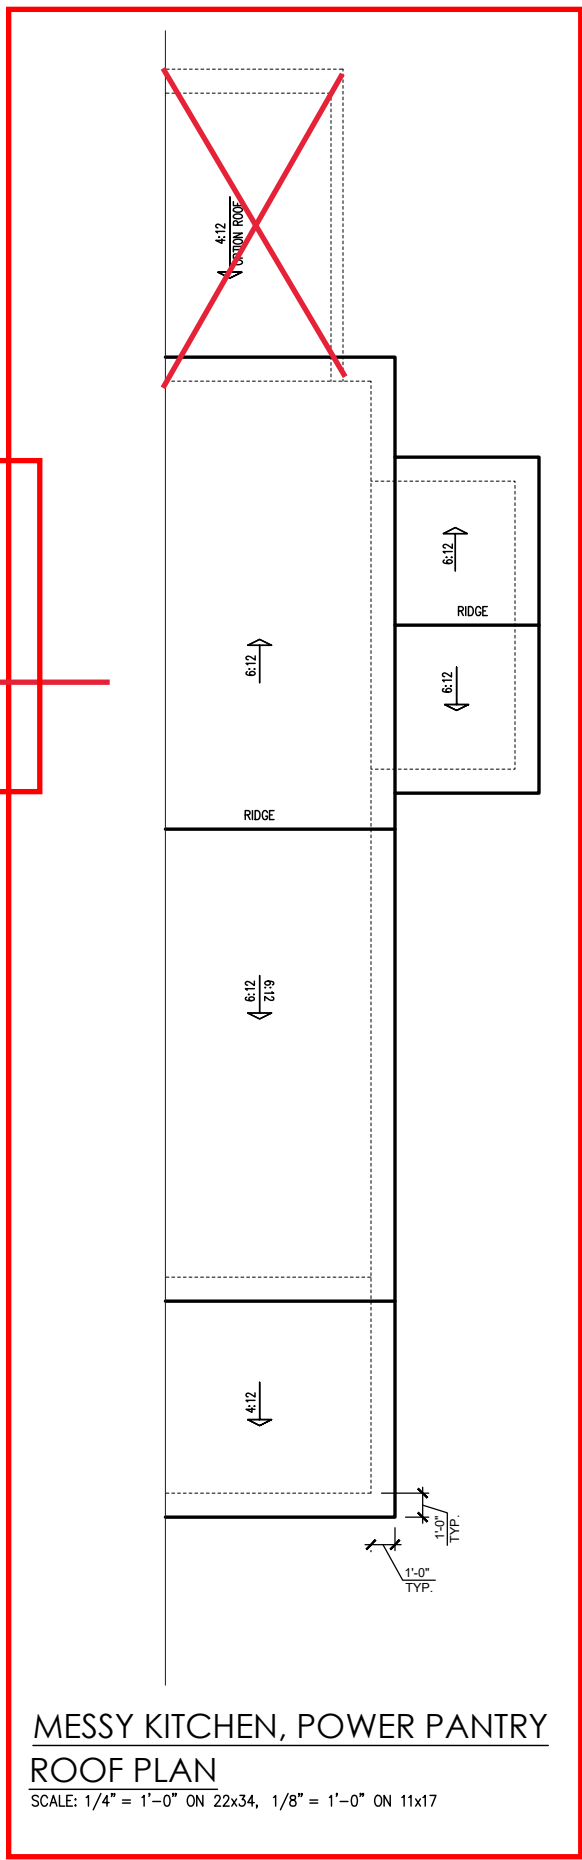 4:12
OPTION ROOF
6:12
RIDGE
6:12
6:12
RIDGE
6:12
6:12
4:12
1'-0"
TYP.
1'-0"
TYP.
MESSY KITCHEN, POWER PANTRY
ROOF PLAN
SCALE: 1/4" = 1'-0" ON 22x34, 1/8" = 1'-0" ON 11x17